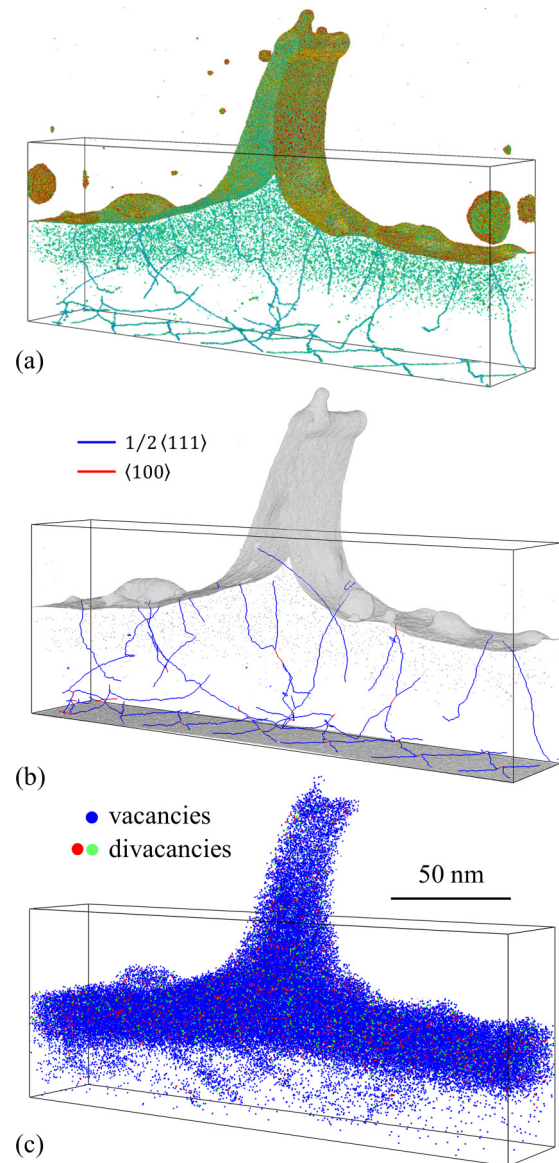 (a)
1/2 ⟨111⟩
⟨100⟩
(b)
vacancies
divacancies
50 nm
(c)